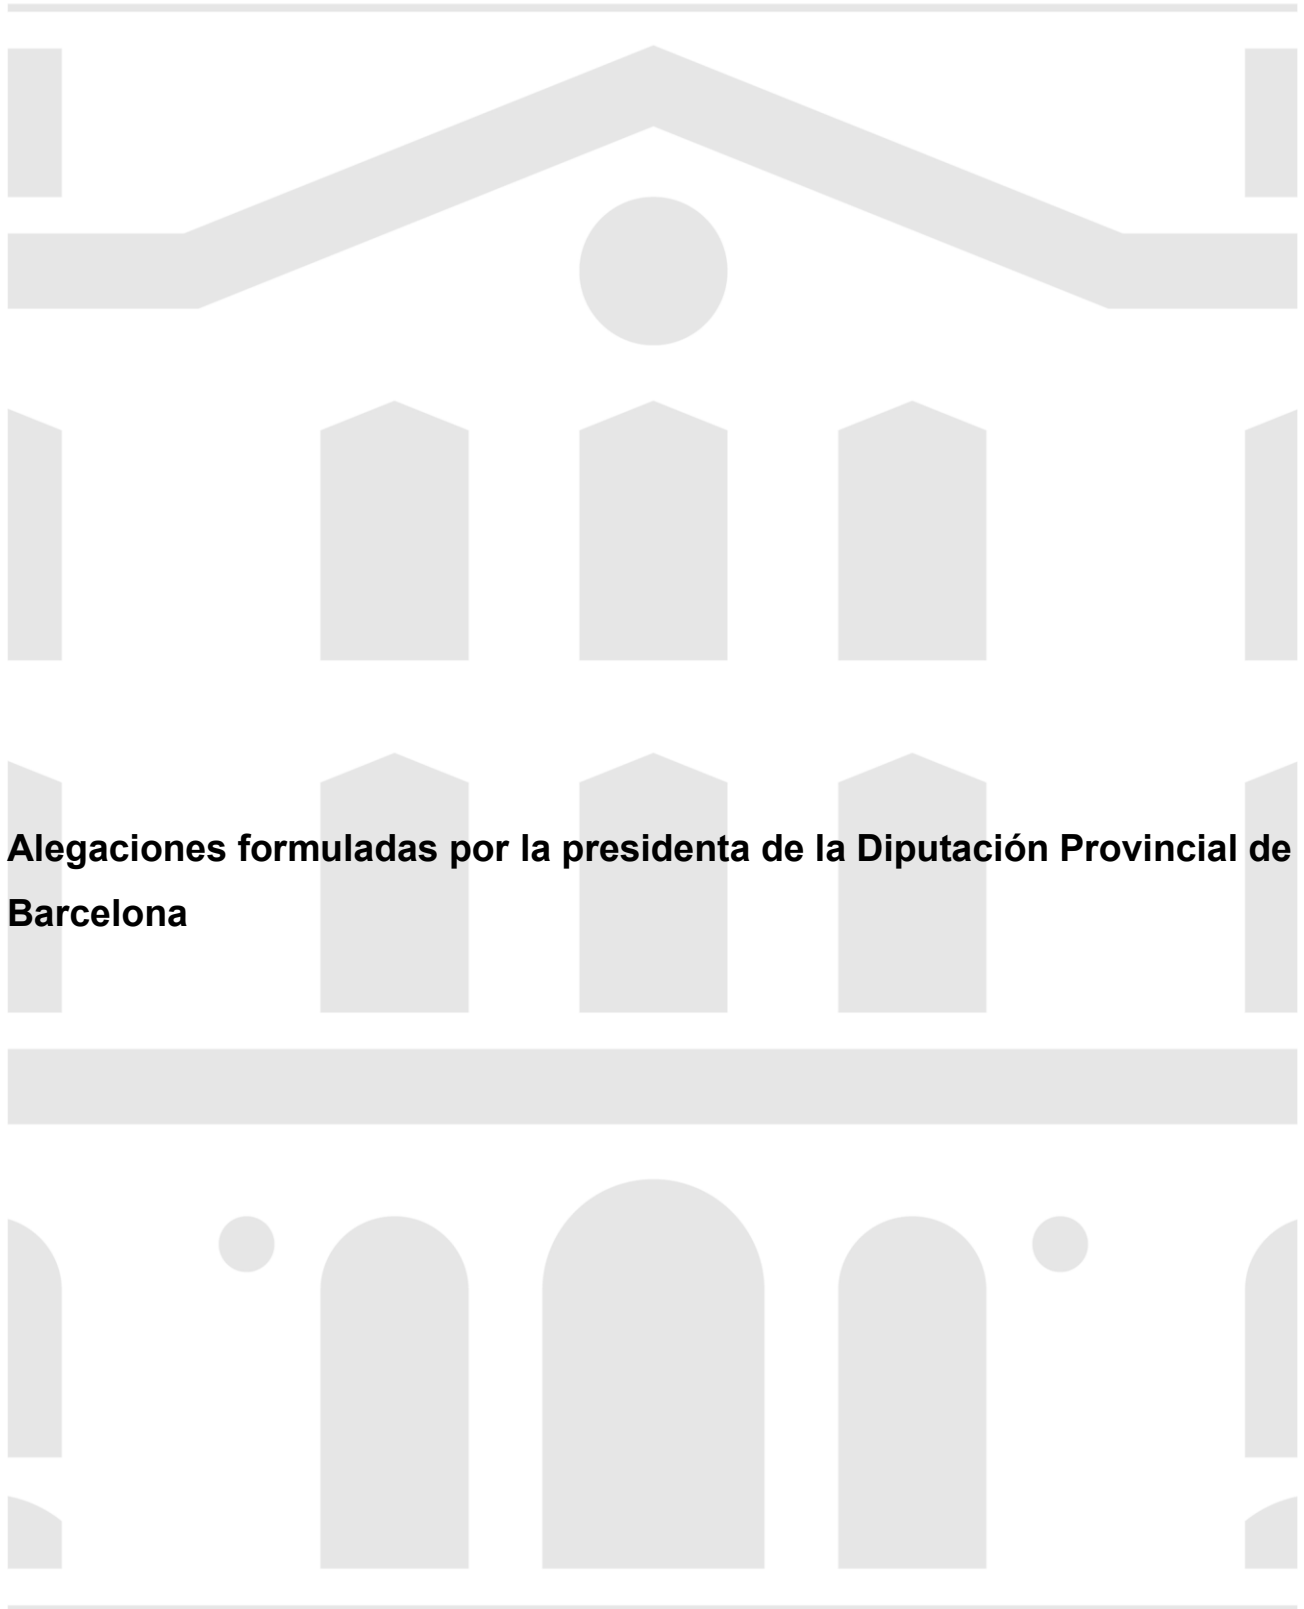 Alegaciones formuladas por la presidenta de la Diputación Provincial de
Barcelona